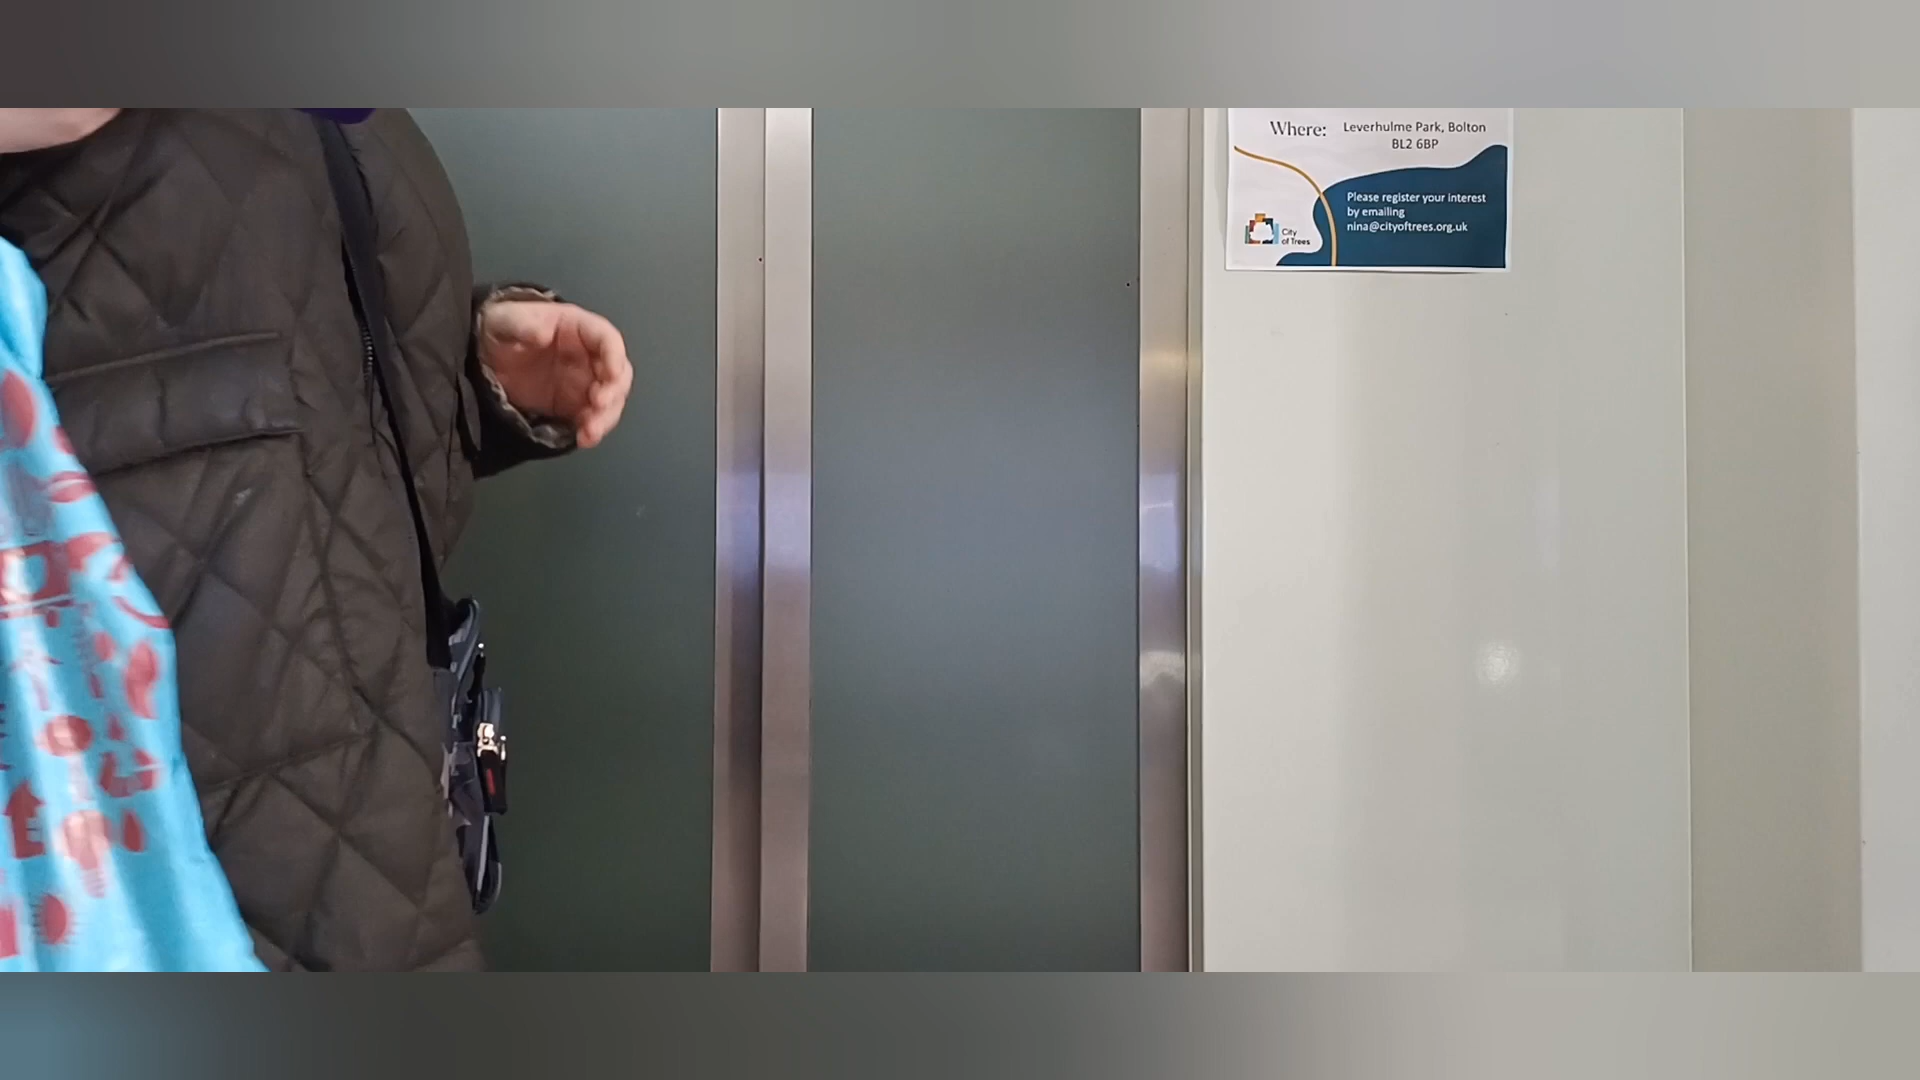 Where: Leverhulme Park, Bolton
BL2 6BP
Please register your interest
by emailing
nina@cityoftrees.org.uk
City
of Trees